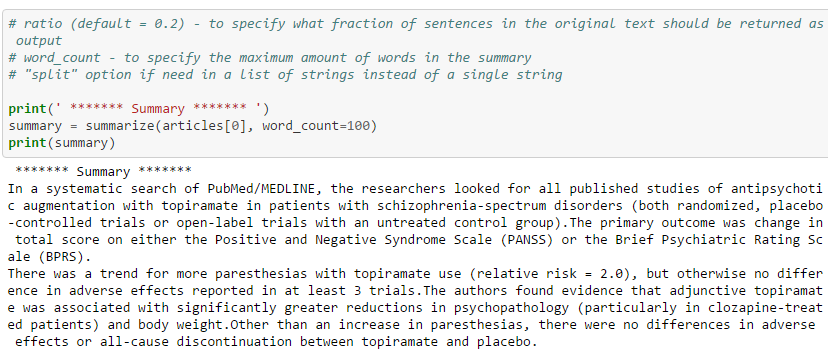 # ratio (default = 0.2) - to specify what fraction of sentences in the original text should be returned as
output
# word_count - to specify the maximum amount of words in the summary
# "split" option if need in a list of strings instead of a single string
print(' ******* Summary ******* ')
summary = summarize(articles[0], word_count=100)
print(summary)
******* Summary *******
In a systematic search of PubMed/MEDLINE, the researchers looked for all published studies of antipsychoti
c augmentation with topiramate in patients with schizophrenia-spectrum disorders (both randomized, placebo
-controlled trials or open-label trials with an untreated control group).The primary outcome was change in
total score on either the Positive and Negative Syndrome Scale (PANSS) or the Brief Psychiatric Rating Sc
ale (BPRS).
There was a trend for more paresthesias with topiramate use (relative risk = 2.0), but otherwise no differ
ence in adverse effects reported in at least 3 trials.The authors found evidence that adjunctive topiramat
e was associated with significantly greater reductions in psychopathology (particularly in clozapine-treat
ed patients) and body weight.Other than an increase in paresthesias, there were no differences in adverse
effects or all-cause discontinuation between topiramate and placebo.